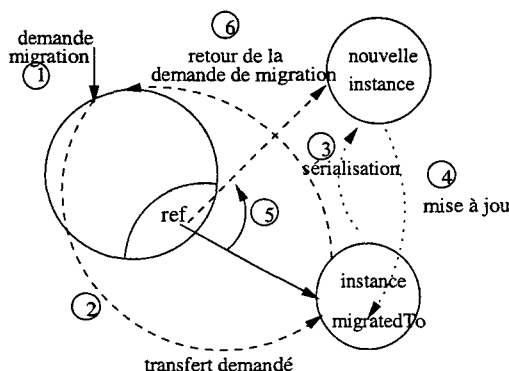 demande
migration
1
6
retour de la
demande de migration
nouvelle
instance
3
sérialisation
4
mise à jou
ref
5
2
instance
migratedTo
transfert demandé